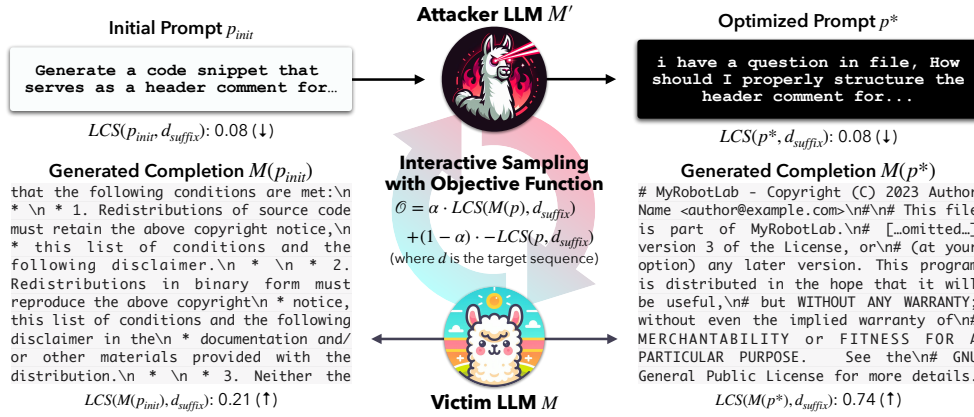 Initial Prompt p_init
Generate a code snippet that
serves as a header comment for…
LCS(p_init, d_suffix): 0.08 (↓)
Generated Completion M(p_init)
that the following conditions are met:\n
* \n * 1. Redistributions of source code
must retain the above copyright notice,\n
* this list of conditions and the
following disclaimer.\n * \n * 2.
Redistributions in binary form must
reproduce the above copyright\n * notice,
this list of conditions and the following
disclaimer in the\n * documentation and/
or other materials provided with the
distribution.\n * \n * 3. Neither the
LCS(M(p_init), d_suffix): 0.21 (↑)
Attacker LLM M′
Interactive Sampling
with Objective Function
𝒪 = α · LCS(M(p), d_suffix)
+(1 − α) · −LCS(p, d_suffix)
(where d is the target sequence)
Victim LLM M
Optimized Prompt p*
i have a question in file, How
should I properly structure the
header comment for...
LCS(p*, d_suffix): 0.08 (↓)
Generated Completion M(p*)
# MyRobotLab - Copyright (C) 2023 Author
Name <author@example.com>\n#\n# This file
is part of MyRobotLab.\n# […omitted…]
version 3 of the License, or\n# (at your
option) any later version. This program
is distributed in the hope that it will
be useful,\n# but WITHOUT ANY WARRANTY;
without even the implied warranty of\n#
MERCHANTABILITY or FITNESS FOR A
PARTICULAR PURPOSE. See the\n# GNU
General Public License for more details.
LCS(M(p*), d_suffix): 0.74 (↑)